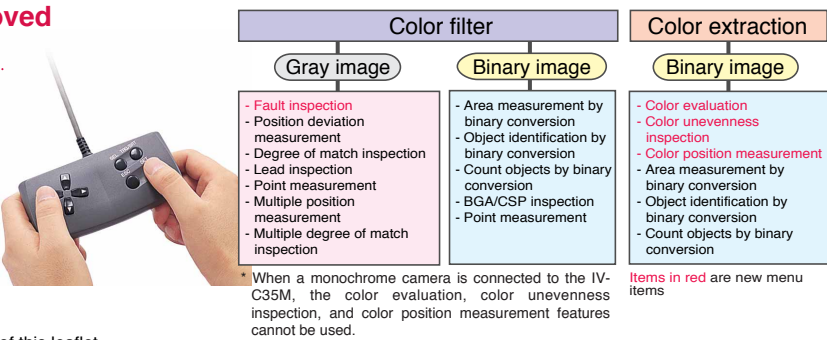 oved
.
Color filter
Gray image
- Fault inspection
- Position deviation
measurement
- Degree of match inspection
- Lead inspection
- Point measurement
- Multiple position
measurement
- Multiple degree of match
inspection
Binary image
- Area measurement by
binary conversion
- Object identification by
binary conversion
- Count objects by binary
conversion
- BGA/CSP inspection
- Point measurement
Color extraction
Binary image
- Color evaluation
- Color unevenness
inspection
- Color position measurement
- Area measurement by
binary conversion
- Object identification by
binary conversion
- Count objects by binary
conversion
* When a monochrome camera is connected to the IV-
C35M, the color evaluation, color unevenness
inspection, and color position measurement features
cannot be used.
Items in red are new menu
items
of this leaflet